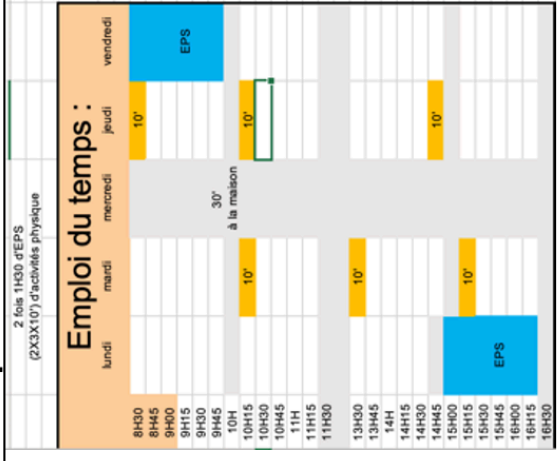 2 fois 1H30 d'EPS
(2X3X10') d'activités physique
Emploi du temps :
lundi mardi mercredi jeudi vendredi
8H30 10'
8H45
9H00
9H15 EPS
9H30
9H45 30'
10H à la maison
10H15 10' 10'
10H30
10H45
11H
11H15
11H30
13H30 10'
13H45
14H
14H15
14H30
14H45 10'
15H00
15H15 10'
15H30
15H45 EPS
16H00
16H15
16H30